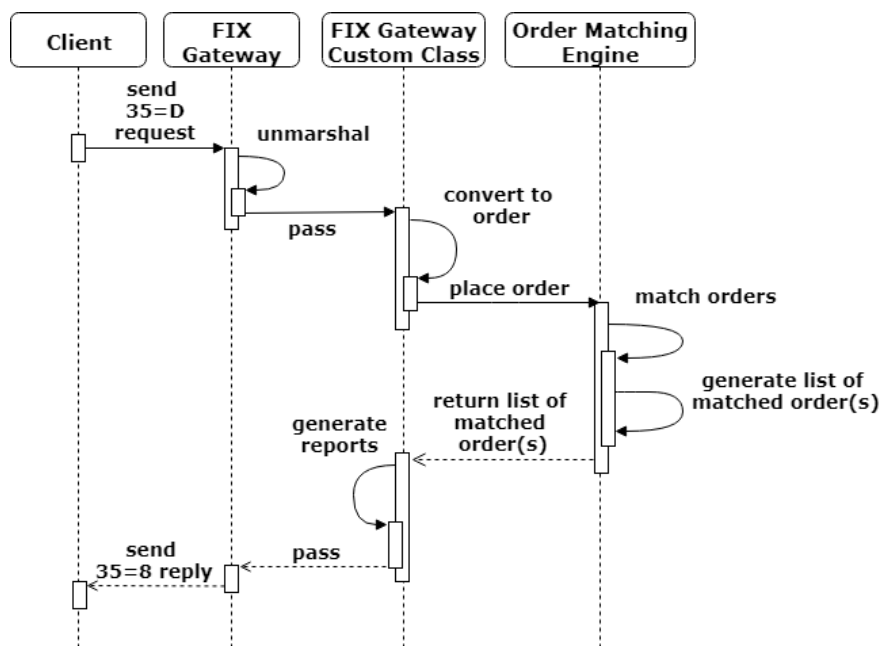 Client
FIX
Gateway
FIX Gateway
Custom Class
Order Matching
Engine
send
35=D
request
unmarshal
pass
convert to
order
place order
match orders
generate list of
matched order(s)
return list of
matched
order(s)
generate
reports
pass
send
35=8 reply